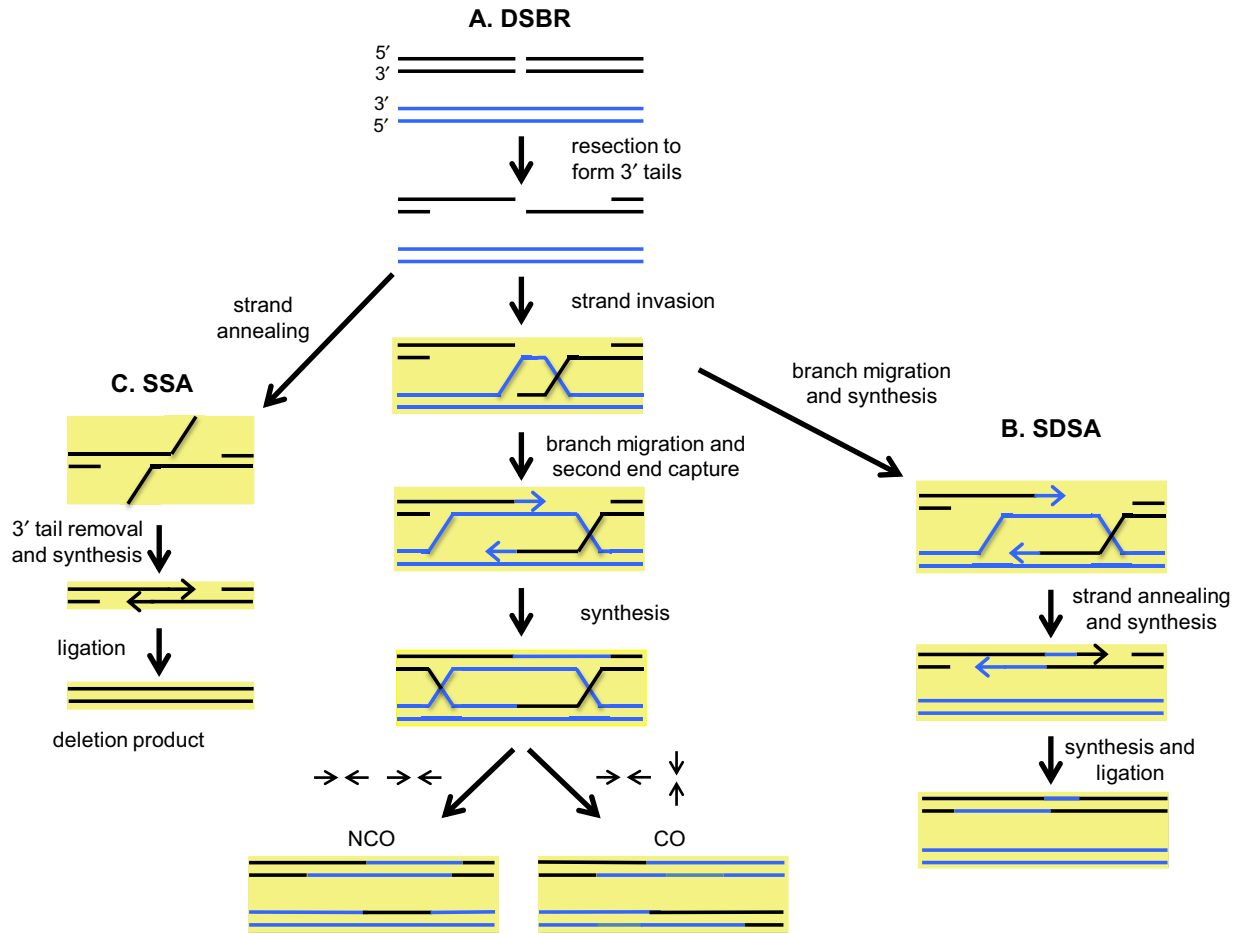 A. DSBR
5′
3′
3′
5′
resection to
form 3′ tails
strand
annealing
strand invasion
C. SSA
branch migration
and synthesis
B. SDSA
branch migration and
second end capture
3′ tail removal
and synthesis
strand annealing
and synthesis
synthesis
ligation
deletion product
synthesis and
ligation
NCO
CO